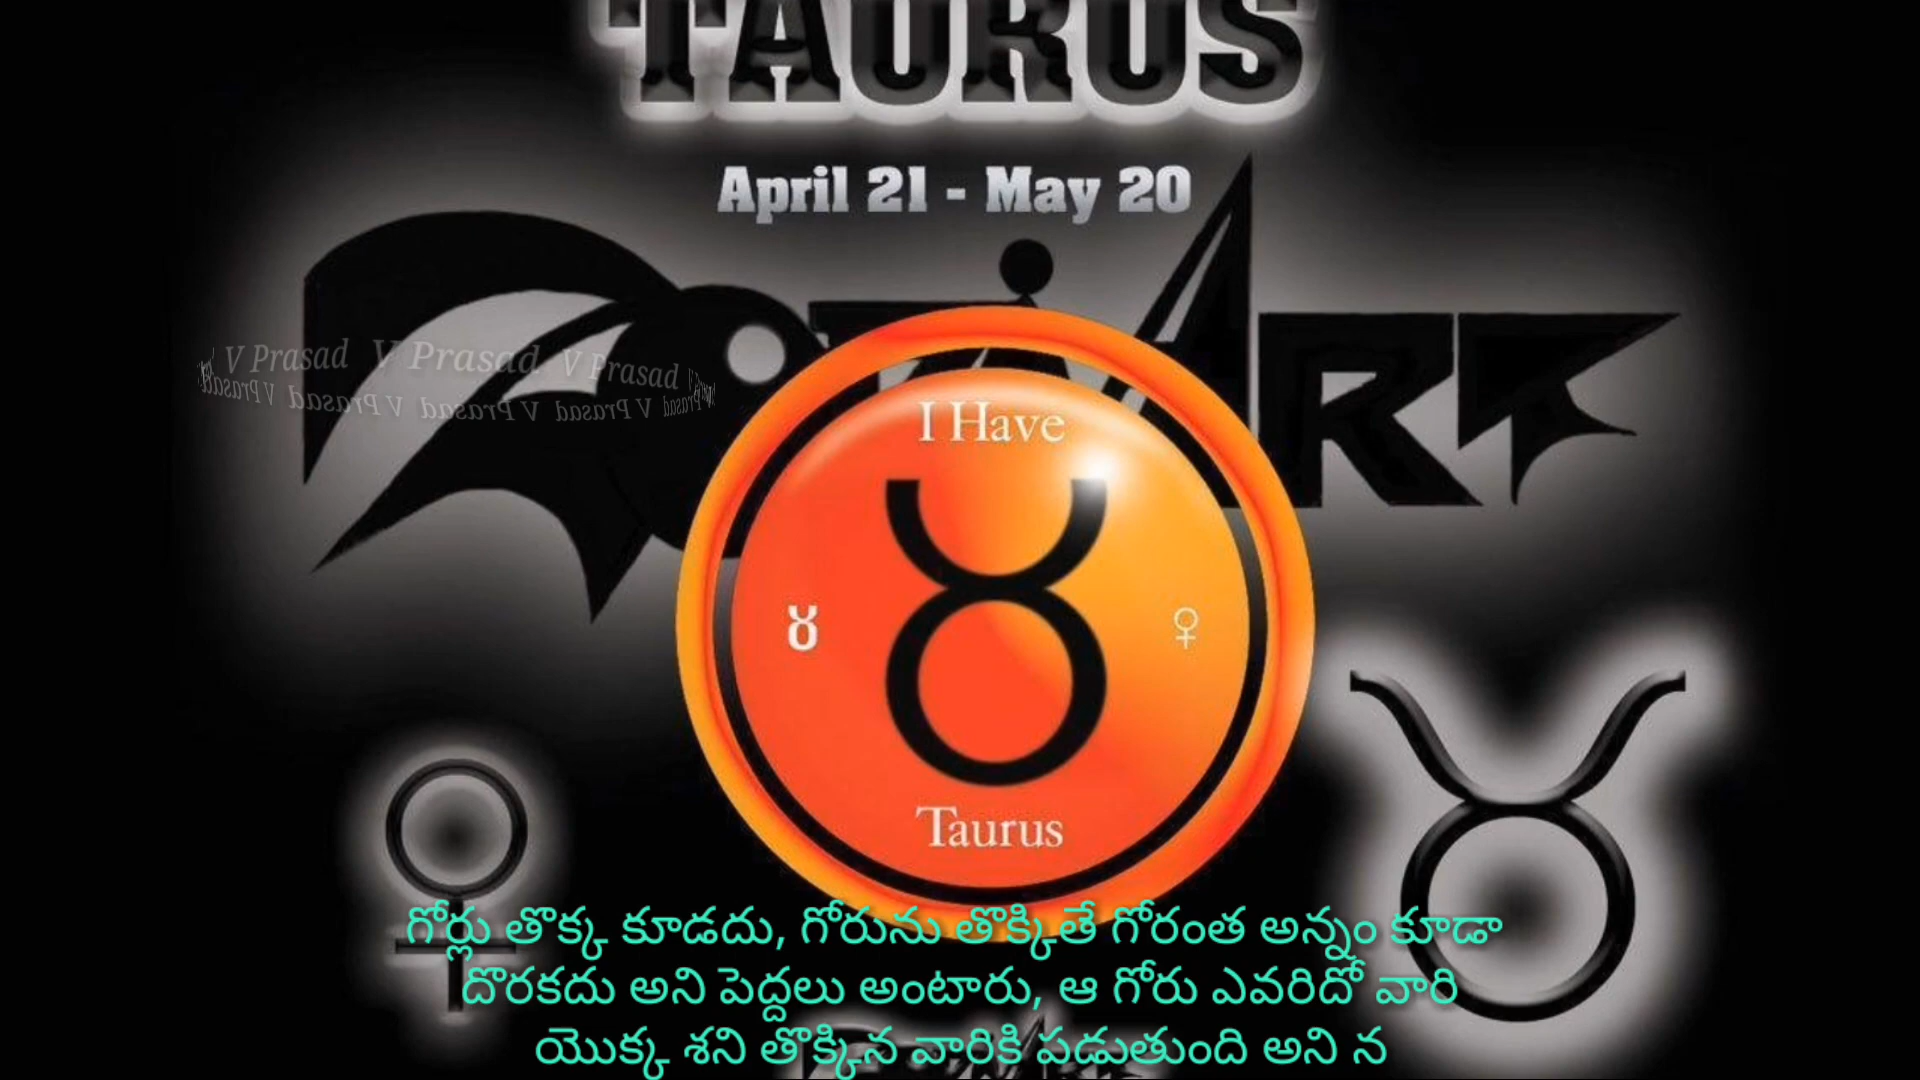 TAURUS
April 21 - May 20
V Prasad V Prasad V Prasad
I Have
Taurus
గోర్లు తొక్క కూడదు, గోరును తొక్కితే గోరంత అన్నం కూడా
దొరకదు అని పెద్దలు అంటారు, ఆ గోరు ఎవరిదో వారి
యొక్క శని తొక్కిన వారికి పడుతుంది అని న